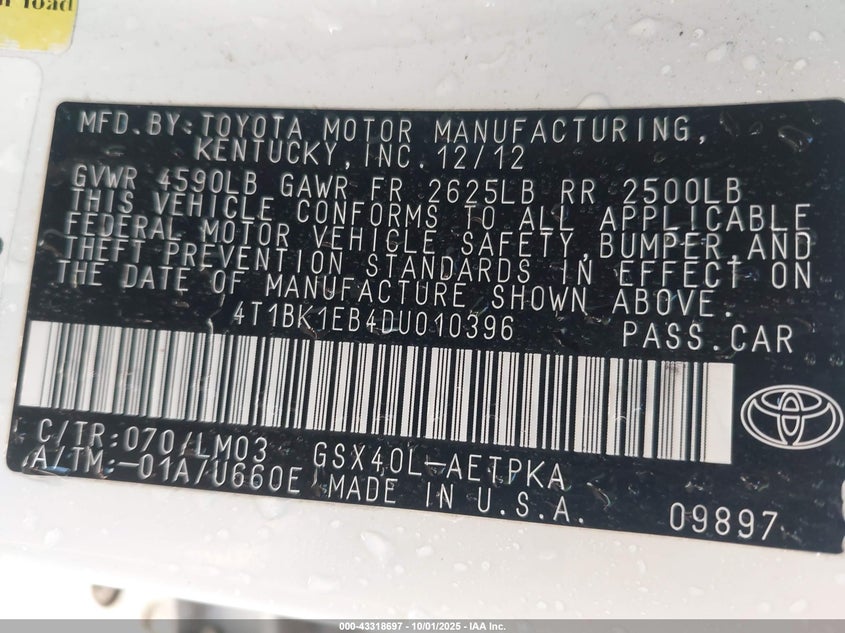 load
MFD.BY:TOYOTA MOTOR MANUFACTURING,
KENTUCKY, INC. 12/12
GVWR 4590LB GAWR FR 2625LB RR 2500LB
THIS VEHICLE CONFORMS TO ALL APPLICABLE
FEDERAL MOTOR VEHICLE SAFETY, BUMPER, AND
THEFT PREVENTION STANDARDS IN EFFECT ON
THE DATE OF MANUFACTURE SHOWN ABOVE.
4T1BK1EB4DU010396 PASS.CAR
C/TR:070/LM03 GSX40L-AETPKA
A/TM:-01A/U660E MADE IN U.S.A. 09897
000-43318697 - 10/01/2025 - IAA Inc.